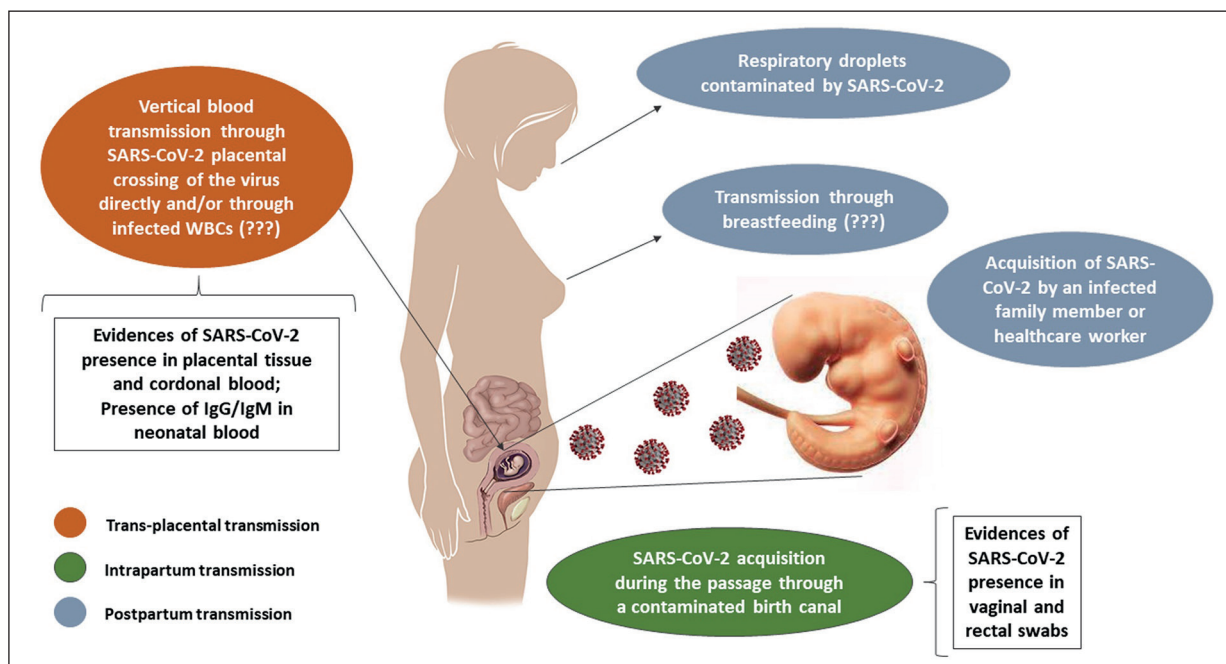 Respiratory droplets
contaminated by SARS-CoV-2
Vertical blood
transmission through
SARS-CoV-2 placental
crossing of the virus
directly and/or through
infected WBCs (???)
Transmission through
breastfeeding (???)
Acquisition of SARS-
CoV-2 by an infected
family member or
healthcare worker
Evidences of SARS-CoV-2
presence in placental tissue
and cordonal blood;
Presence of IgG/IgM in
neonatal blood
Trans-placental transmission
Intrapartum transmission
Postpartum transmission
SARS-CoV-2 acquisition
during the passage through
a contaminated birth canal
Evidences of
SARS-CoV-2
presence in
vaginal and
rectal swabs